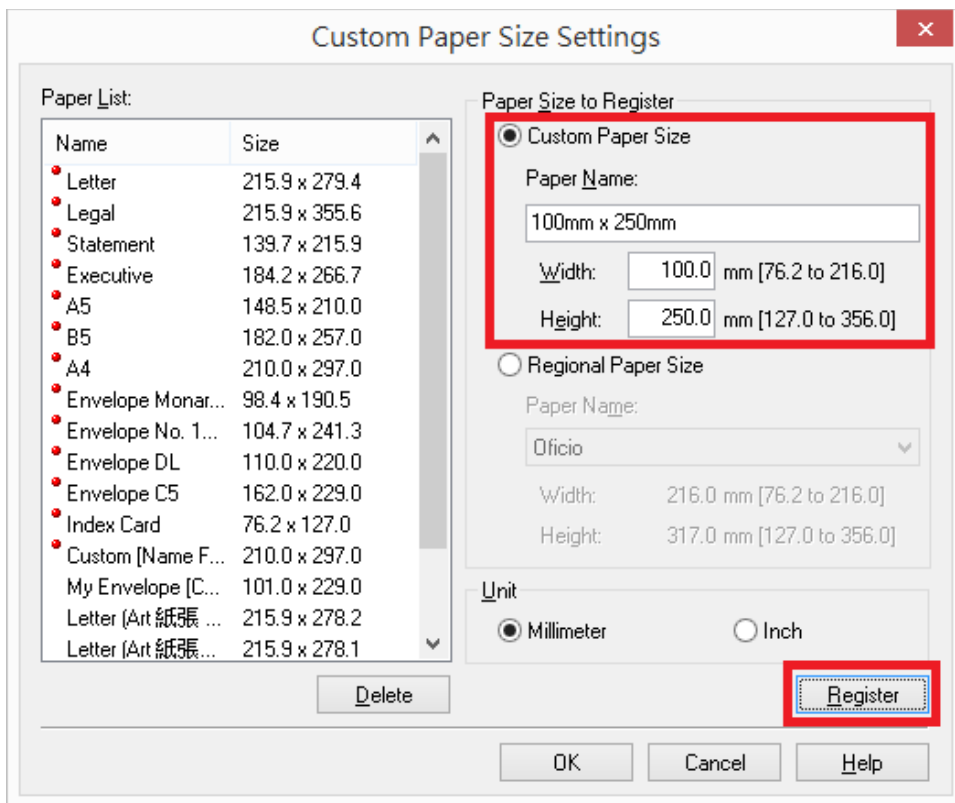 Custom Paper Size Settings
Paper List:
Name Size
Letter 215.9 x 279.4
Legal 215.9 x 355.6
Statement 139.7 x 215.9
Executive 184.2 x 266.7
A5 148.5 x 210.0
B5 182.0 x 257.0
A4 210.0 x 297.0
Envelope Monar... 98.4 x 190.5
Envelope No. 1... 104.7 x 241.3
Envelope DL 110.0 x 220.0
Envelope C5 162.0 x 229.0
Index Card 76.2 x 127.0
Custom [Name F... 210.0 x 297.0
My Envelope [C... 101.0 x 229.0
Letter (Art 紙張 ... 215.9 x 278.2
Letter (Art 紙張... 215.9 x 278.1
Delete
Paper Size to Register
Custom Paper Size
Paper Name:
100mm x 250mm
Width: 100.0 mm [76.2 to 216.0]
Height: 250.0 mm [127.0 to 356.0]
Regional Paper Size
Paper Name:
Oficio
Width: 216.0 mm [76.2 to 216.0]
Height: 317.0 mm [127.0 to 356.0]
Unit
Millimeter Inch
Register
OK Cancel Help